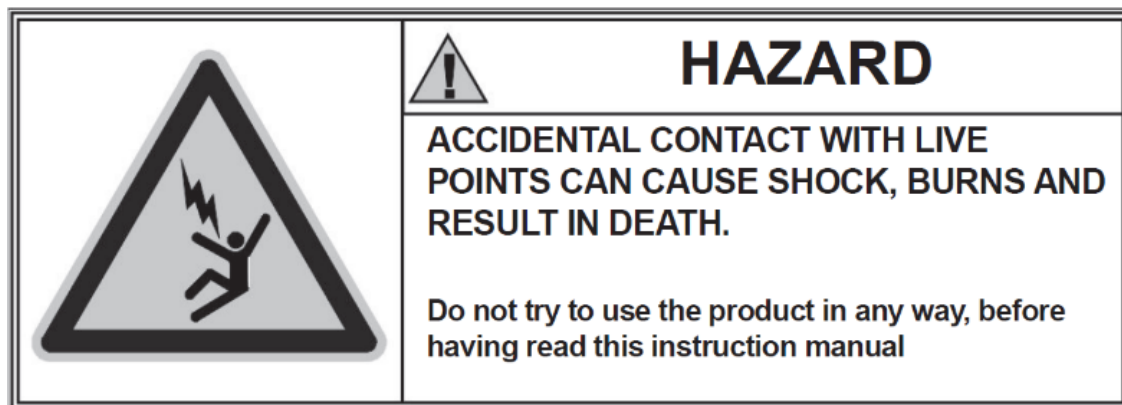 HAZARD
ACCIDENTAL CONTACT WITH LIVE
POINTS CAN CAUSE SHOCK, BURNS AND
RESULT IN DEATH.
Do not try to use the product in any way, before
having read this instruction manual